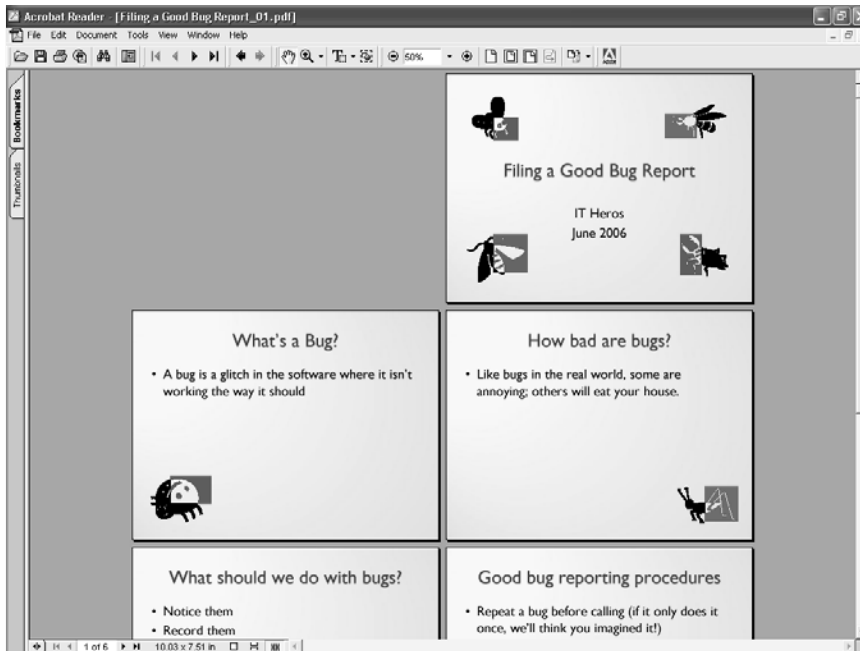 Acrobat Reader - [Filing a Good Bug Report_01.pdf]
File Edit Document Tools View Window Help
50%
Bookmarks
Thumbnails
Filing a Good Bug Report
IT Heros
June 2006
What's a Bug?
• A bug is a glitch in the software where it isn't
working the way it should
How bad are bugs?
• Like bugs in the real world, some are
annoying; others will eat your house.
What should we do with bugs?
• Notice them
• Record them
Good bug reporting procedures
• Repeat a bug before calling (if it only does it
once, we'll think you imagined it!)
1 of 6
10.03 x 7.51 in